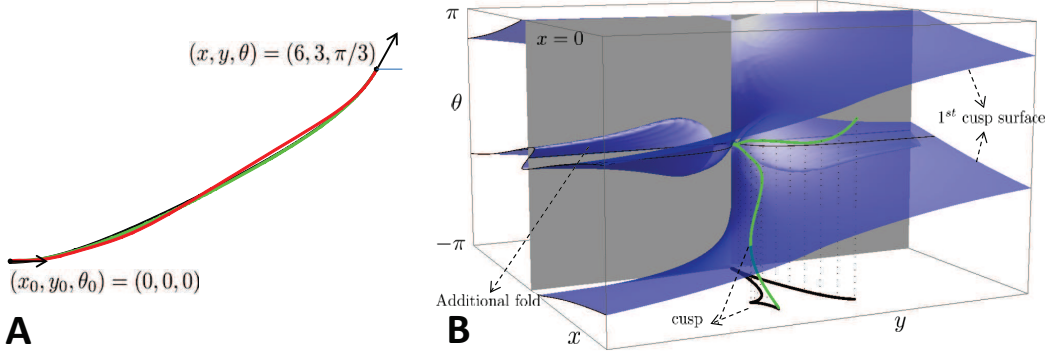 (x, y, θ) = (6, 3, π/3)
(x₀, y₀, θ₀) = (0, 0, 0)
A
π
x = 0
θ
1ˢᵗ cusp surface
−π
Additional fold
cusp
x
y
B